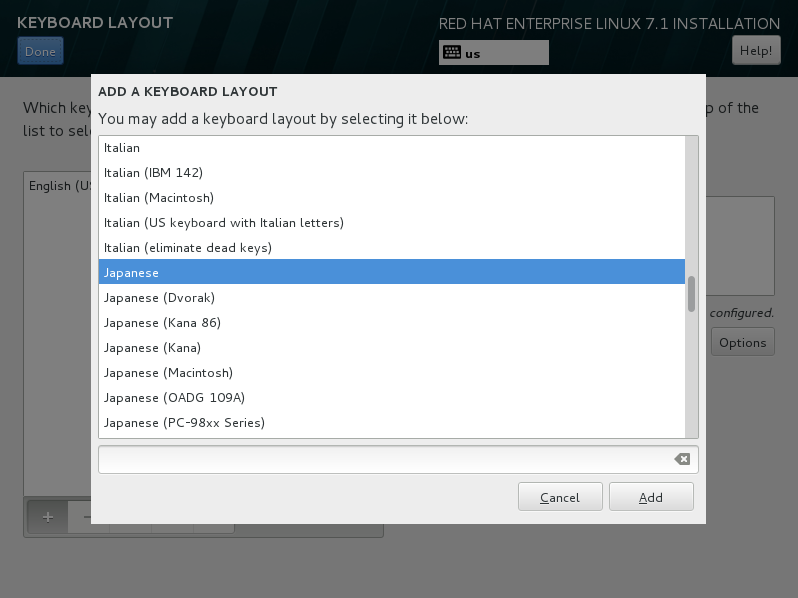 KEYBOARD LAYOUT
RED HAT ENTERPRISE LINUX 7.1 INSTALLATION
Done
us
Help!
Which key
p of the
list to sel
English (US
configured.
Options
ADD A KEYBOARD LAYOUT
You may add a keyboard layout by selecting it below:
Italian
Italian (IBM 142)
Italian (Macintosh)
Italian (US keyboard with Italian letters)
Italian (eliminate dead keys)
Japanese
Japanese (Dvorak)
Japanese (Kana 86)
Japanese (Kana)
Japanese (Macintosh)
Japanese (OADG 109A)
Japanese (PC-98xx Series)
Cancel
Add